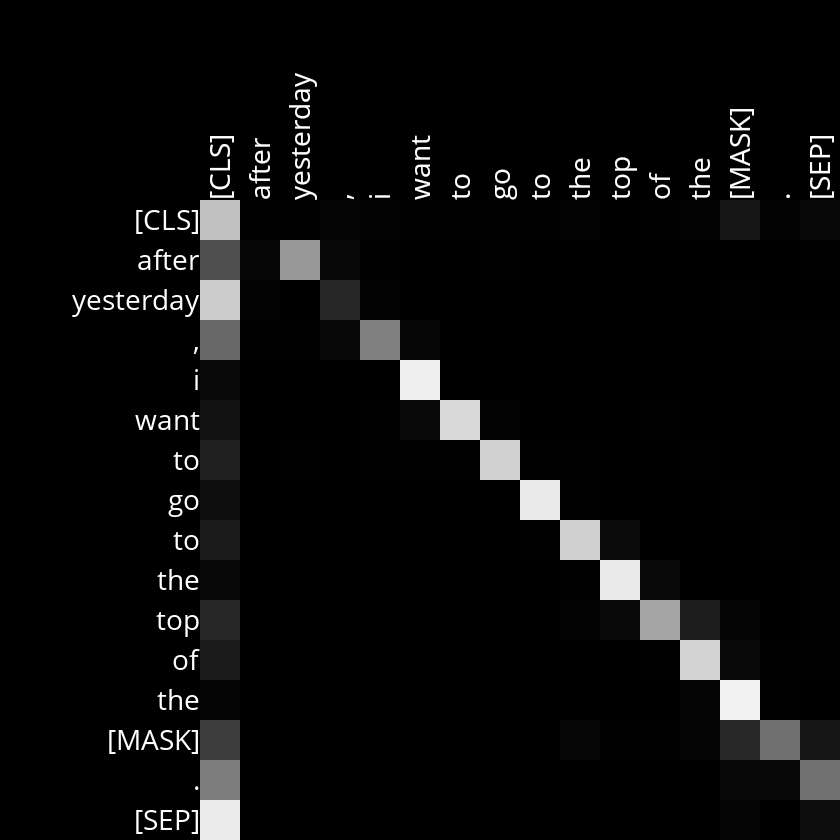 [CLS] after yesterday , i want to go to the top of the [MASK] . [SEP]
[CLS]
after
yesterday
,
i
want
to
go
to
the
top
of
the
[MASK]
.
[SEP]